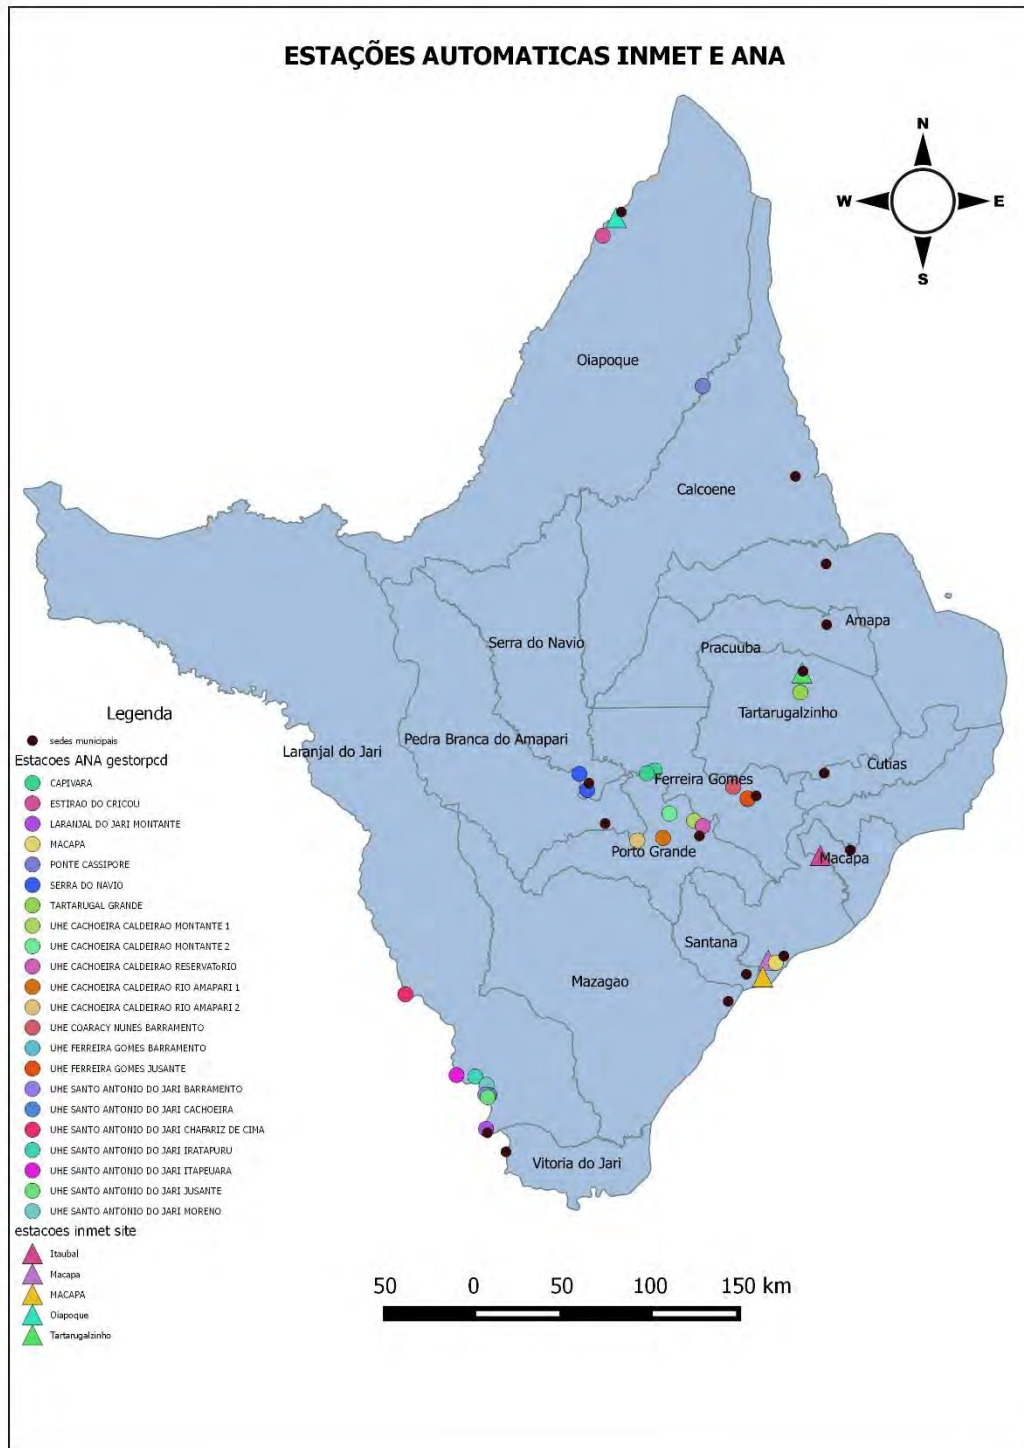 ESTAÇÕES AUTOMATICAS INMET E ANA
N
W
E
S
Oiapoque
Calcoene
Amapa
Serra do Navio
Pracuuba
Tartarugalzinho
Pedra Branca do Amapari
Laranjal do Jari
Cutias
Ferreira Gomes
Porto Grande
Macapa
Santana
Mazagao
Vitoria do Jari
Legenda
sedes municipais
Estacoes ANA gestorpcd
CAPIVARA
ESTIRAO DO CRICOU
LARANJAL DO JARI MONTANTE
MACAPA
PONTE CASSIPORE
SERRA DO NAVIO
TARTARUGAL GRANDE
UHE CACHOEIRA CALDEIRAO MONTANTE 1
UHE CACHOEIRA CALDEIRAO MONTANTE 2
UHE CACHOEIRA CALDEIRAO RESERVAToRIO
UHE CACHOEIRA CALDEIRAO RIO AMAPARI 1
UHE CACHOEIRA CALDEIRAO RIO AMAPARI 2
UHE COARACY NUNES BARRAMENTO
UHE FERREIRA GOMES BARRAMENTO
UHE FERREIRA GOMES JUSANTE
UHE SANTO ANTONIO DO JARI BARRAMENTO
UHE SANTO ANTONIO DO JARI CACHOEIRA
UHE SANTO ANTONIO DO JARI CHAFARIZ DE CIMA
UHE SANTO ANTONIO DO JARI IRATAPURU
UHE SANTO ANTONIO DO JARI ITAPEUARA
UHE SANTO ANTONIO DO JARI JUSANTE
UHE SANTO ANTONIO DO JARI MORENO
estacoes inmet site
Itaubal
Macapa
MACAPA
Oiapoque
Tartarugalzinho
50 0 50 100 150 km